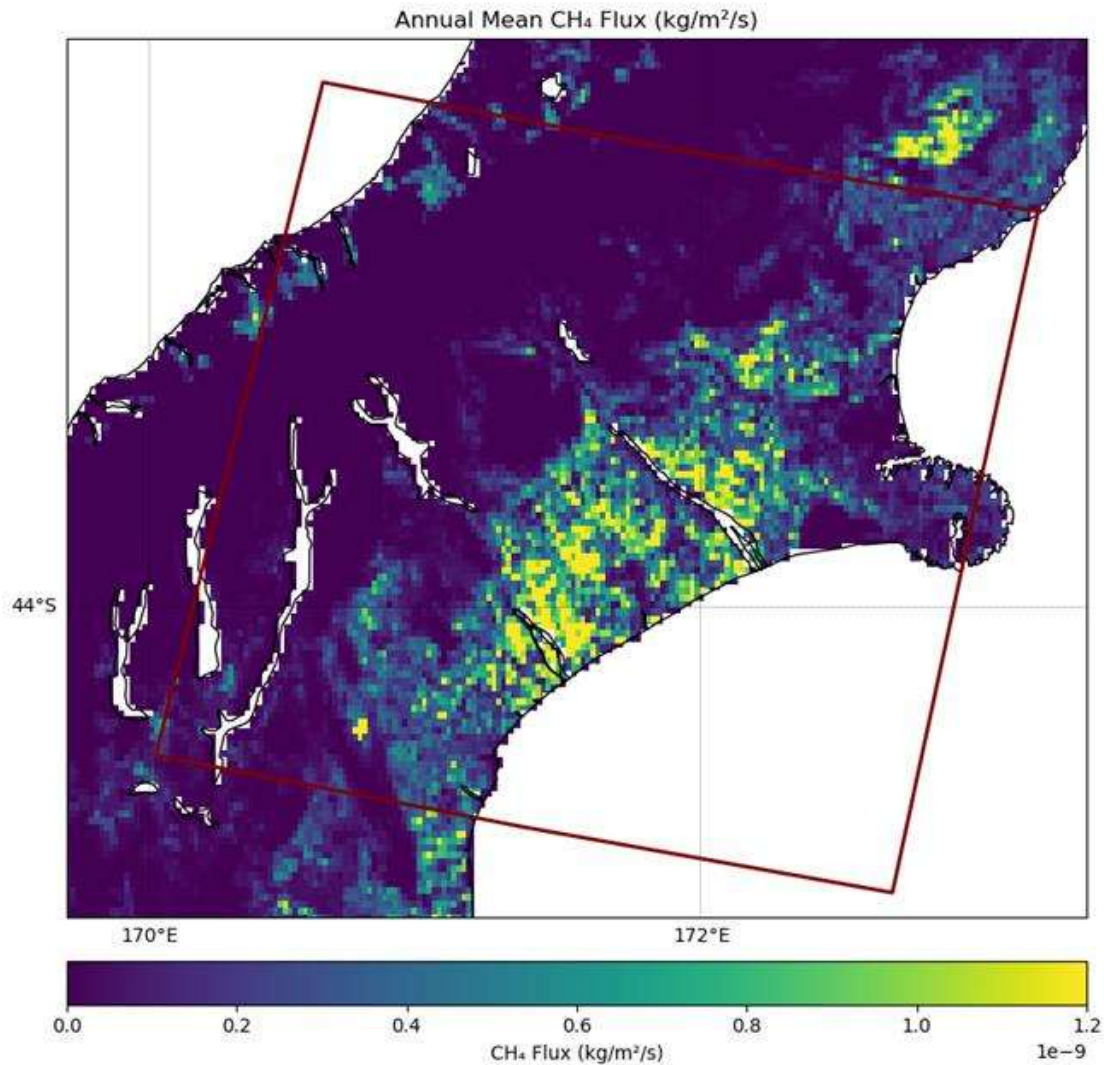 Annual Mean CH₄ Flux (kg/m²/s)
44°S
170°E 172°E
0.0 0.2 0.4 0.6 0.8 1.0 1.2
1e−9
CH₄ Flux (kg/m²/s)